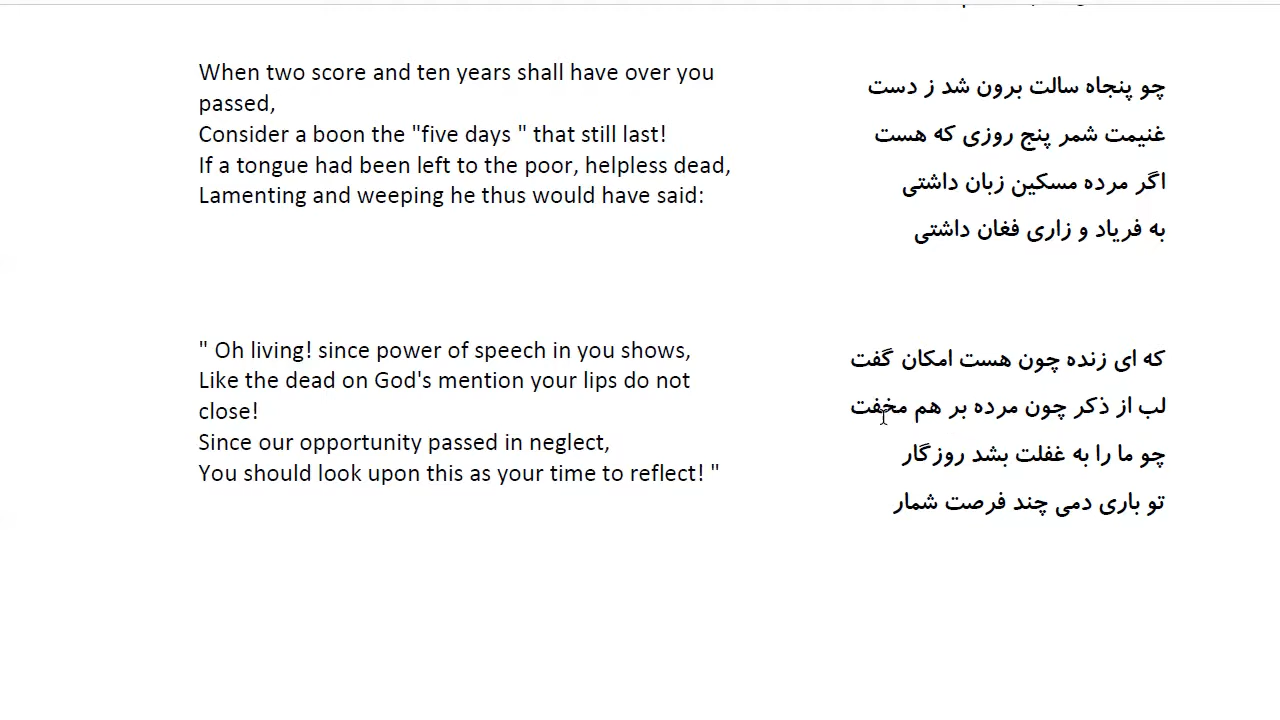 When two score and ten years shall have over you
passed,
Consider a boon the "five days " that still last!
If a tongue had been left to the poor, helpless dead,
Lamenting and weeping he thus would have said:
چو پنجاه سالت برون شد ز دست
غنیمت شمر پنج روزی که هست
اگر مرده مسکین زبان داشتی
به فریاد و زاری فغان داشتی
" Oh living! since power of speech in you shows,
Like the dead on God's mention your lips do not
close!
Since our opportunity passed in neglect,
You should look upon this as your time to reflect! "
که ای زنده چون هست امکان گفت
لب از ذکر چون مرده بر هم مخفت
چو ما را به غفلت بشد روزگار
تو باری دمی چند فرصت شمار